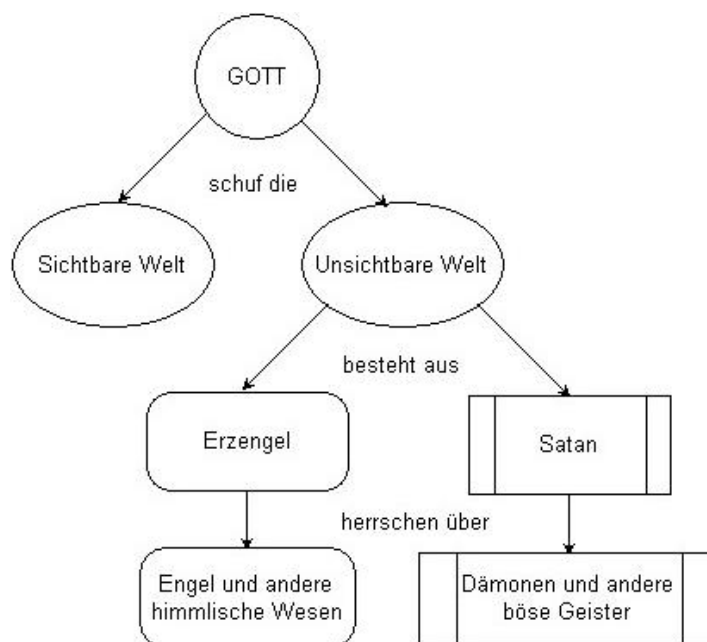 GOTT
schuf die
Sichtbare Welt
Unsichtbare Welt
besteht aus
Erzengel
Satan
herrschen über
Engel und andere
himmlische Wesen
Dämonen und andere
böse Geister